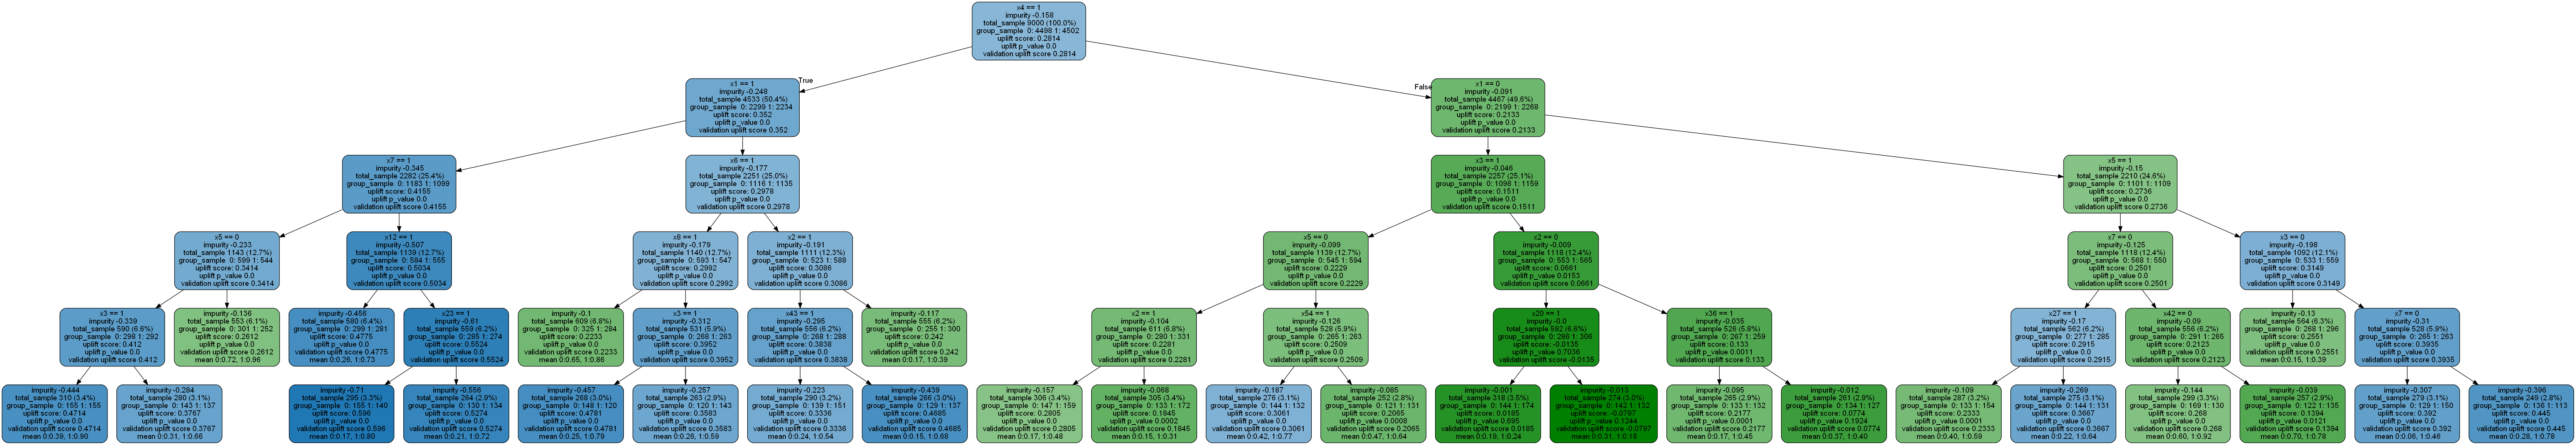 x4 == 1
impurity -0.158
total_sample 9000 (100.0%)
group_sample 0: 4498 1: 4502
uplift score: 0.2814
uplift p_value 0.0
validation uplift score 0.2814
True
False
x1 == 1
impurity -0.248
total_sample 4533 (50.4%)
group_sample 0: 2299 1: 2234
uplift score: 0.352
uplift p_value 0.0
validation uplift score 0.352
x1 == 0
impurity -0.091
total_sample 4467 (49.6%)
group_sample 0: 2199 1: 2268
uplift score: 0.2133
uplift p_value 0.0
validation uplift score 0.2133
x7 == 1
impurity -0.345
total_sample 2282 (25.4%)
group_sample 0: 1183 1: 1099
uplift score: 0.4155
uplift p_value 0.0
validation uplift score 0.4155
x6 == 1
impurity -0.177
total_sample 2251 (25.0%)
group_sample 0: 1116 1: 1135
uplift score: 0.2978
uplift p_value 0.0
validation uplift score 0.2978
x3 == 1
impurity -0.046
total_sample 2257 (25.1%)
group_sample 0: 1098 1: 1159
uplift score: 0.1511
uplift p_value 0.0
validation uplift score 0.1511
x5 == 1
impurity -0.15
total_sample 2210 (24.6%)
group_sample 0: 1101 1: 1109
uplift score: 0.2736
uplift p_value 0.0
validation uplift score 0.2736
x5 == 0
impurity -0.233
total_sample 1143 (12.7%)
group_sample 0: 599 1: 544
uplift score: 0.3414
uplift p_value 0.0
validation uplift score 0.3414
x12 == 1
impurity -0.507
total_sample 1139 (12.7%)
group_sample 0: 584 1: 555
uplift score: 0.5034
uplift p_value 0.0
validation uplift score 0.5034
x8 == 1
impurity -0.179
total_sample 1140 (12.7%)
group_sample 0: 593 1: 547
uplift score: 0.2992
uplift p_value 0.0
validation uplift score 0.2992
x2 == 1
impurity -0.191
total_sample 1111 (12.3%)
group_sample 0: 523 1: 588
uplift score: 0.3086
uplift p_value 0.0
validation uplift score 0.3086
x5 == 0
impurity -0.099
total_sample 1139 (12.7%)
group_sample 0: 545 1: 594
uplift score: 0.2229
uplift p_value 0.0
validation uplift score 0.2229
x2 == 0
impurity -0.009
total_sample 1118 (12.4%)
group_sample 0: 553 1: 565
uplift score: 0.0661
uplift p_value 0.0153
validation uplift score 0.0661
x7 == 0
impurity -0.125
total_sample 1118 (12.4%)
group_sample 0: 568 1: 550
uplift score: 0.2501
uplift p_value 0.0
validation uplift score 0.2501
x3 == 0
impurity -0.198
total_sample 1092 (12.1%)
group_sample 0: 533 1: 559
uplift score: 0.3149
uplift p_value 0.0
validation uplift score 0.3149
x3 == 1
impurity -0.339
total_sample 590 (6.6%)
group_sample 0: 298 1: 292
uplift score: 0.412
uplift p_value 0.0
validation uplift score 0.412
impurity -0.136
total_sample 553 (6.1%)
group_sample 0: 301 1: 252
uplift score: 0.2612
uplift p_value 0.0
validation uplift score 0.2612
mean 0:0.72, 1:0.96
impurity -0.456
total_sample 580 (6.4%)
group_sample 0: 299 1: 281
uplift score: 0.4775
uplift p_value 0.0
validation uplift score 0.4775
mean 0:0.26, 1:0.73
x23 == 1
impurity -0.61
total_sample 559 (6.2%)
group_sample 0: 285 1: 274
uplift score: 0.5524
uplift p_value 0.0
validation uplift score 0.5524
impurity -0.1
total_sample 609 (6.8%)
group_sample 0: 325 1: 284
uplift score: 0.2233
uplift p_value 0.0
validation uplift score 0.2233
mean 0:0.65, 1:0.86
x3 == 1
impurity -0.312
total_sample 531 (5.9%)
group_sample 0: 268 1: 263
uplift score: 0.3952
uplift p_value 0.0
validation uplift score 0.3952
x43 == 1
impurity -0.295
total_sample 556 (6.2%)
group_sample 0: 268 1: 288
uplift score: 0.3838
uplift p_value 0.0
validation uplift score 0.3838
impurity -0.117
total_sample 555 (6.2%)
group_sample 0: 255 1: 300
uplift score: 0.242
uplift p_value 0.0
validation uplift score 0.242
mean 0:0.17, 1:0.39
x2 == 1
impurity -0.104
total_sample 611 (6.8%)
group_sample 0: 280 1: 331
uplift score: 0.2281
uplift p_value 0.0
validation uplift score 0.2281
x54 == 1
impurity -0.126
total_sample 528 (5.9%)
group_sample 0: 265 1: 263
uplift score: 0.2509
uplift p_value 0.0
validation uplift score 0.2509
x20 == 1
impurity -0.0
total_sample 592 (6.6%)
group_sample 0: 286 1: 306
uplift score: -0.0135
uplift p_value 0.7036
validation uplift score -0.0135
x36 == 1
impurity -0.035
total_sample 526 (5.8%)
group_sample 0: 267 1: 259
uplift score: 0.133
uplift p_value 0.0011
validation uplift score 0.133
x27 == 1
impurity -0.17
total_sample 562 (6.2%)
group_sample 0: 277 1: 285
uplift score: 0.2915
uplift p_value 0.0
validation uplift score 0.2915
x42 == 0
impurity -0.09
total_sample 556 (6.2%)
group_sample 0: 291 1: 265
uplift score: 0.2123
uplift p_value 0.0
validation uplift score 0.2123
impurity -0.13
total_sample 564 (6.3%)
group_sample 0: 268 1: 296
uplift score: 0.2551
uplift p_value 0.0
validation uplift score 0.2551
mean 0:0.15, 1:0.39
x7 == 0
impurity -0.31
total_sample 528 (5.9%)
group_sample 0: 265 1: 263
uplift score: 0.3935
uplift p_value 0.0
validation uplift score 0.3935
impurity -0.444
total_sample 310 (3.4%)
group_sample 0: 155 1: 155
uplift score: 0.4714
uplift p_value 0.0
validation uplift score 0.4714
mean 0:0.39, 1:0.90
impurity -0.284
total_sample 280 (3.1%)
group_sample 0: 143 1: 137
uplift score: 0.3767
uplift p_value 0.0
validation uplift score 0.3767
mean 0:0.31, 1:0.66
impurity -0.71
total_sample 295 (3.3%)
group_sample 0: 155 1: 140
uplift score: 0.596
uplift p_value 0.0
validation uplift score 0.596
mean 0:0.17, 1:0.80
impurity -0.556
total_sample 264 (2.9%)
group_sample 0: 130 1: 134
uplift score: 0.5274
uplift p_value 0.0
validation uplift score 0.5274
mean 0:0.21, 1:0.72
impurity -0.457
total_sample 268 (3.0%)
group_sample 0: 148 1: 120
uplift score: 0.4781
uplift p_value 0.0
validation uplift score 0.4781
mean 0:0.25, 1:0.79
impurity -0.257
total_sample 263 (2.9%)
group_sample 0: 120 1: 143
uplift score: 0.3583
uplift p_value 0.0
validation uplift score 0.3583
mean 0:0.26, 1:0.59
impurity -0.223
total_sample 290 (3.2%)
group_sample 0: 139 1: 151
uplift score: 0.3336
uplift p_value 0.0
validation uplift score 0.3336
mean 0:0.24, 1:0.54
impurity -0.439
total_sample 266 (3.0%)
group_sample 0: 129 1: 137
uplift score: 0.4685
uplift p_value 0.0
validation uplift score 0.4685
mean 0:0.15, 1:0.68
impurity -0.157
total_sample 306 (3.4%)
group_sample 0: 147 1: 159
uplift score: 0.2805
uplift p_value 0.0
validation uplift score 0.2805
mean 0:0.17, 1:0.48
impurity -0.068
total_sample 305 (3.4%)
group_sample 0: 133 1: 172
uplift score: 0.1845
uplift p_value 0.0002
validation uplift score 0.1845
mean 0:0.15, 1:0.31
impurity -0.187
total_sample 276 (3.1%)
group_sample 0: 144 1: 132
uplift score: 0.3061
uplift p_value 0.0
validation uplift score 0.3061
mean 0:0.42, 1:0.77
impurity -0.085
total_sample 252 (2.8%)
group_sample 0: 121 1: 131
uplift score: 0.2065
uplift p_value 0.0008
validation uplift score 0.2065
mean 0:0.47, 1:0.64
impurity -0.001
total_sample 318 (3.5%)
group_sample 0: 144 1: 174
uplift score: 0.0185
uplift p_value 0.695
validation uplift score 0.0185
mean 0:0.19, 1:0.24
impurity -0.013
total_sample 274 (3.0%)
group_sample 0: 142 1: 132
uplift score: -0.0797
uplift p_value 0.1244
validation uplift score -0.0797
mean 0:0.31, 1:0.18
impurity -0.095
total_sample 265 (2.9%)
group_sample 0: 133 1: 132
uplift score: 0.2177
uplift p_value 0.0001
validation uplift score 0.2177
mean 0:0.17, 1:0.45
impurity -0.012
total_sample 261 (2.9%)
group_sample 0: 134 1: 127
uplift score: 0.0774
uplift p_value 0.1924
validation uplift score 0.0774
mean 0:0.37, 1:0.40
impurity -0.109
total_sample 287 (3.2%)
group_sample 0: 133 1: 154
uplift score: 0.2333
uplift p_value 0.0001
validation uplift score 0.2333
mean 0:0.40, 1:0.59
impurity -0.269
total_sample 275 (3.1%)
group_sample 0: 144 1: 131
uplift score: 0.3667
uplift p_value 0.0
validation uplift score 0.3667
mean 0:0.22, 1:0.64
impurity -0.144
total_sample 299 (3.3%)
group_sample 0: 169 1: 130
uplift score: 0.268
uplift p_value 0.0
validation uplift score 0.268
mean 0:0.60, 1:0.92
impurity -0.039
total_sample 257 (2.9%)
group_sample 0: 122 1: 135
uplift score: 0.1394
uplift p_value 0.0121
validation uplift score 0.1394
mean 0:0.70, 1:0.78
impurity -0.307
total_sample 279 (3.1%)
group_sample 0: 129 1: 150
uplift score: 0.392
uplift p_value 0.0
validation uplift score 0.392
mean 0:0.06, 1:0.46
impurity -0.396
total_sample 249 (2.8%)
group_sample 0: 136 1: 113
uplift score: 0.445
uplift p_value 0.0
validation uplift score 0.445
mean 0:0.28, 1:0.75